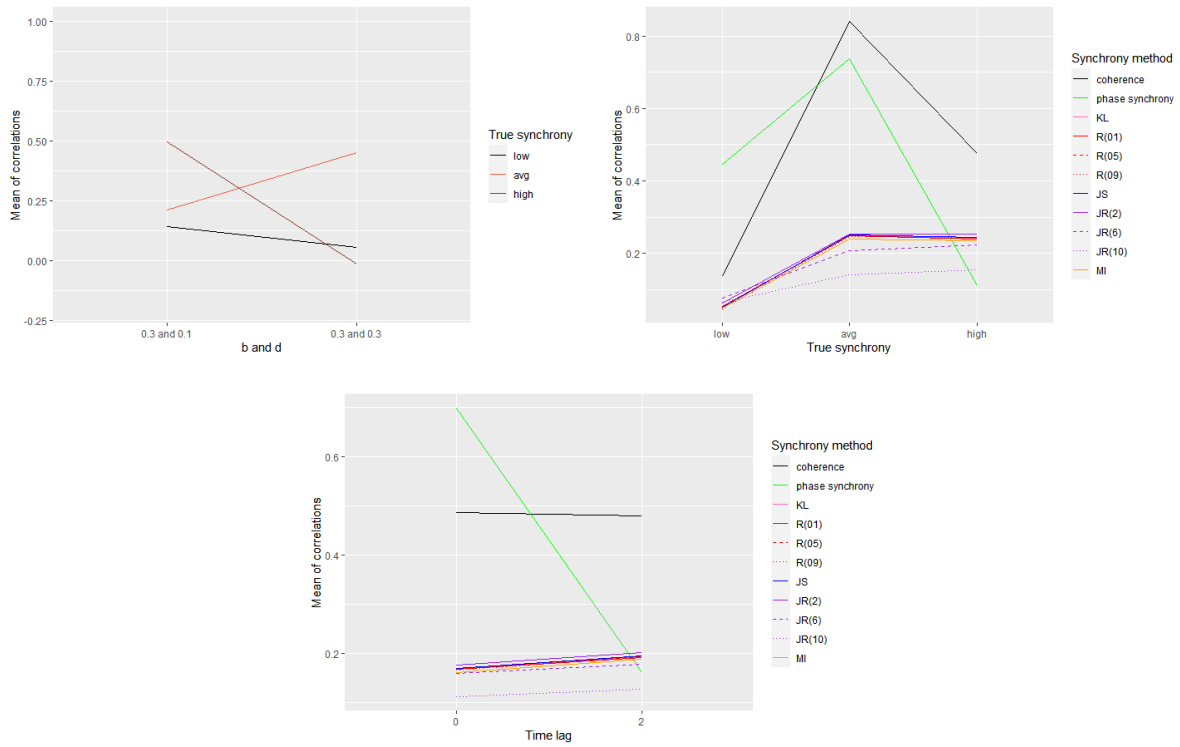 1.00
0.75
0.50
0.25
0.00
-0.25
Mean of correlations
0.3 and 0.1
0.3 and 0.3
b and d
True synchrony
low
avg
high
0.8
0.6
0.4
0.2
Mean of correlations
low
avg
high
True synchrony
Synchrony method
coherence
phase synchrony
KL
R(01)
R(05)
R(09)
JS
JR(2)
JR(6)
JR(10)
MI
0.6
0.4
0.2
Mean of correlations
0
2
Time lag
Synchrony method
coherence
phase synchrony
KL
R(01)
R(05)
R(09)
JS
JR(2)
JR(6)
JR(10)
MI